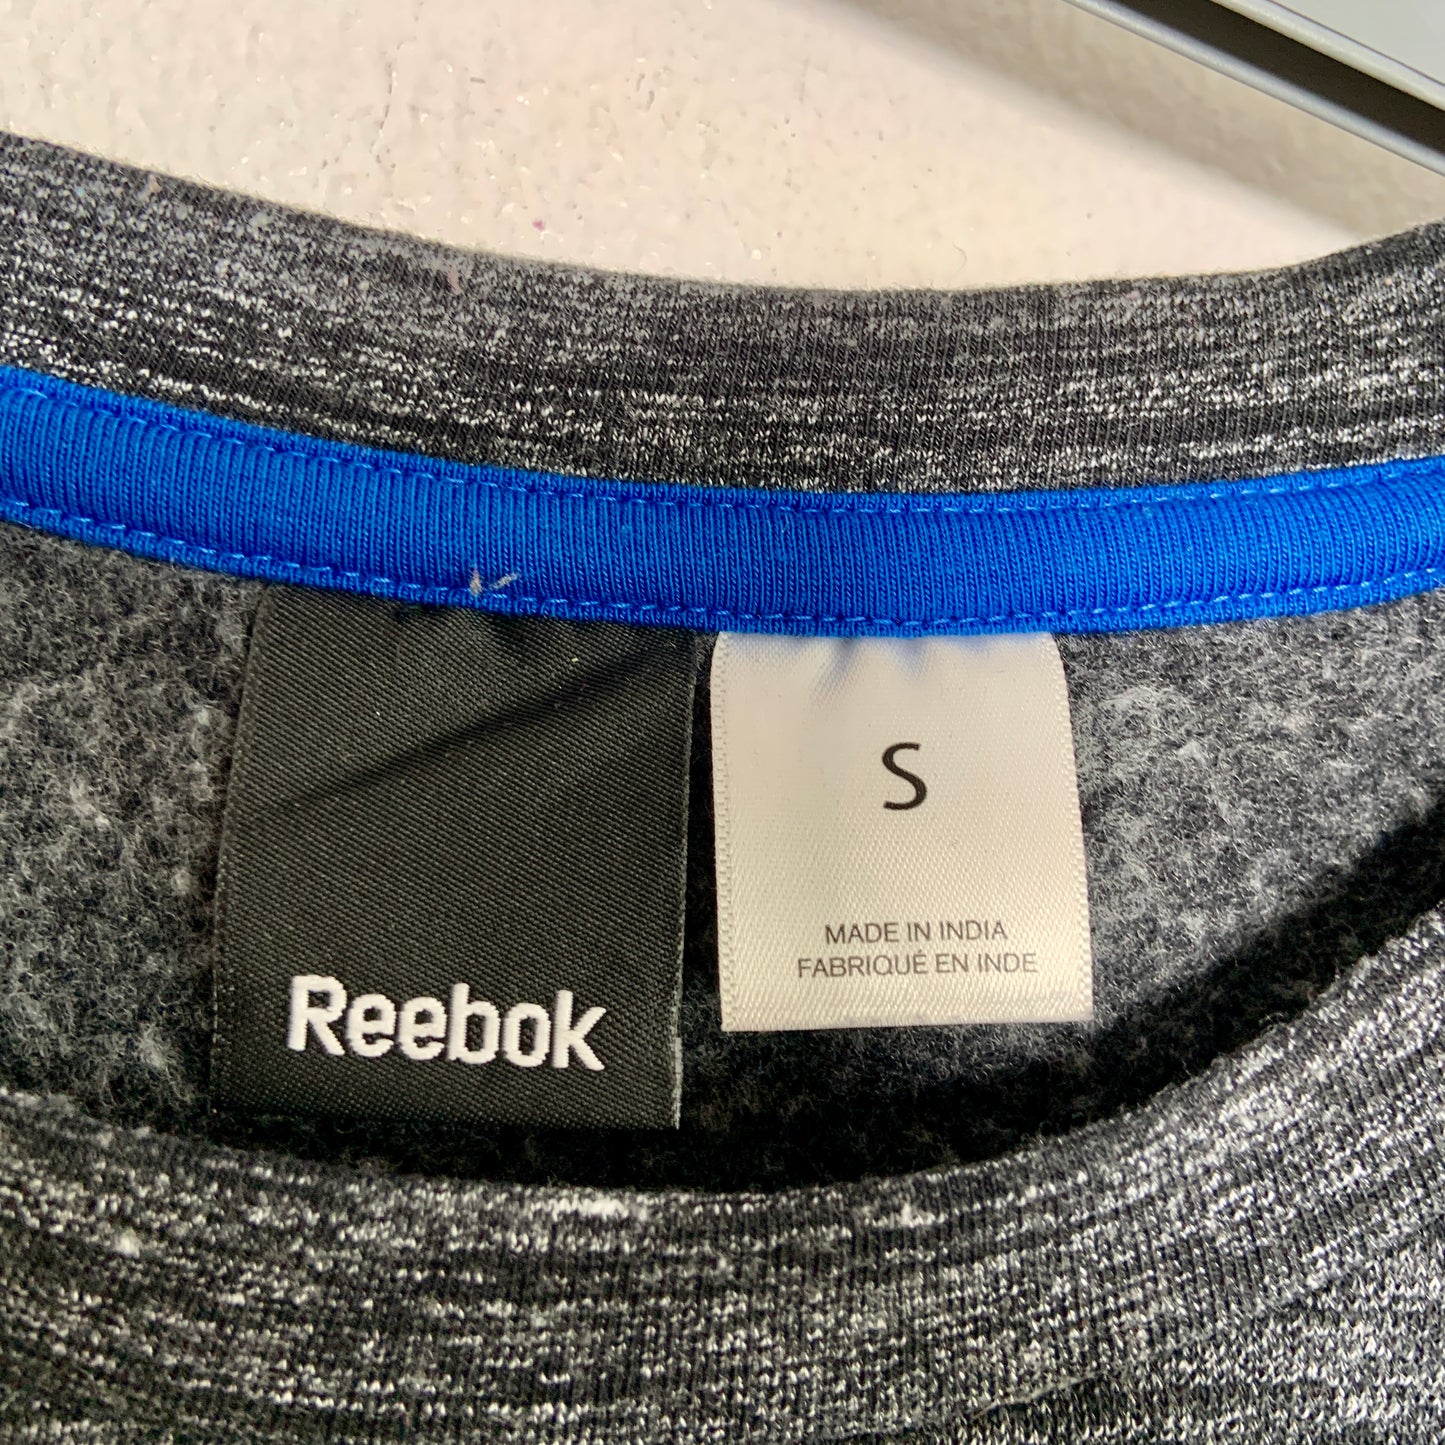 Reebok
S
MADE IN INDIA
FABRIQUÉ EN INDE